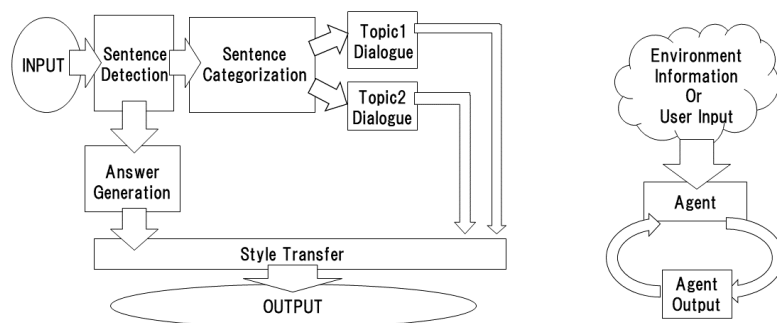 INPUT
Sentence
Detection
Sentence
Categorization
Topic1
Dialogue
Topic2
Dialogue
Answer
Generation
Style Transfer
OUTPUT
Environment
Information
Or
User Input
Agent
Agent
Output